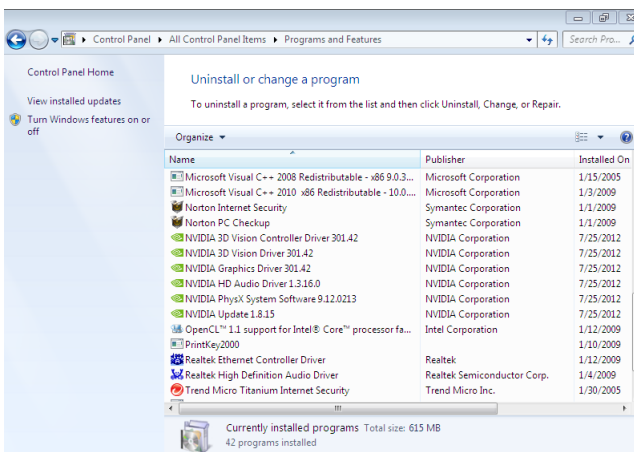 Control Panel All Control Panel Items Programs and Features Search Pro...
Control Panel Home
View installed updates
Turn Windows features on or
off
Uninstall or change a program
To uninstall a program, select it from the list and then click Uninstall, Change, or Repair.
Organize
Name Publisher Installed On
Microsoft Visual C++ 2008 Redistributable - x86 9.0.3... Microsoft Corporation 1/15/2005
Microsoft Visual C++ 2010 x86 Redistributable - 10.0.... Microsoft Corporation 1/3/2009
Norton Internet Security Symantec Corporation 1/1/2009
Norton PC Checkup Symantec Corporation 1/1/2009
NVIDIA 3D Vision Controller Driver 301.42 NVIDIA Corporation 7/25/2012
NVIDIA 3D Vision Driver 301.42 NVIDIA Corporation 7/25/2012
NVIDIA Graphics Driver 301.42 NVIDIA Corporation 7/25/2012
NVIDIA HD Audio Driver 1.3.16.0 NVIDIA Corporation 7/25/2012
NVIDIA PhysX System Software 9.12.0213 NVIDIA Corporation 7/25/2012
NVIDIA Update 1.8.15 NVIDIA Corporation 7/25/2012
OpenCL™ 1.1 support for Intel® Core™ processor fa... Intel Corporation 1/12/2009
PrintKey2000 1/10/2009
Realtek Ethernet Controller Driver Realtek 1/12/2009
Realtek High Definition Audio Driver Realtek Semiconductor Corp. 1/4/2009
Trend Micro Titanium Internet Security Trend Micro Inc. 1/30/2005
Currently installed programs Total size: 615 MB
42 programs installed